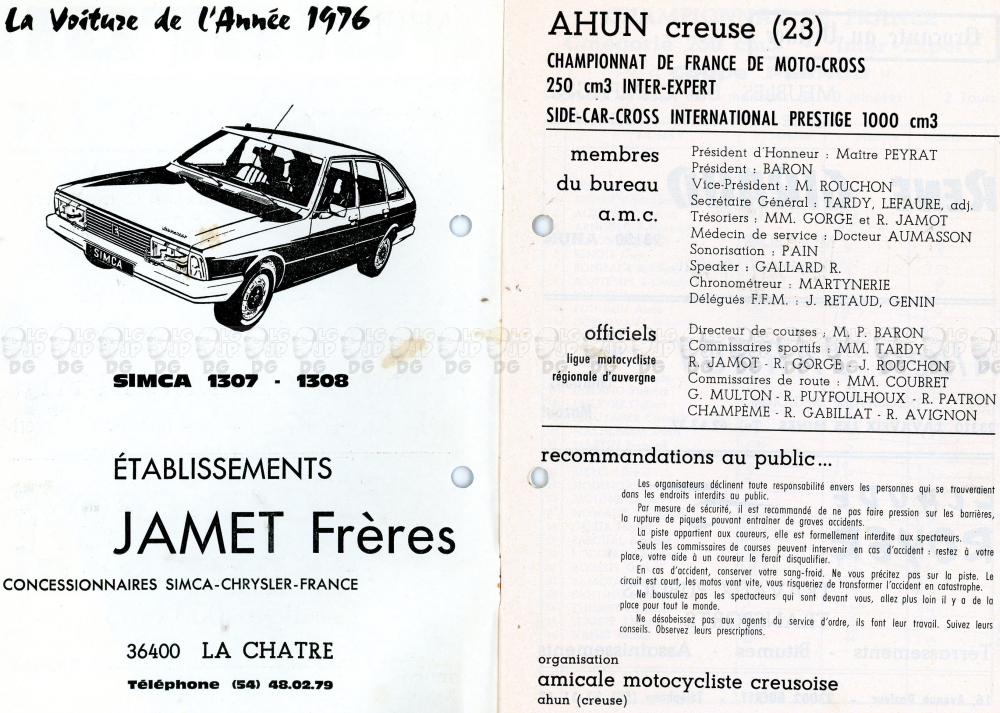 La Voiture de l'Année 1976
SIMCA
SIMCA 1307 - 1308
ÉTABLISSEMENTS
JAMET Frères
CONCESSIONNAIRES SIMCA-CHRYSLER-FRANCE
36400 LA CHATRE
Téléphone (54) 48.02.79
AHUN creuse (23)
CHAMPIONNAT DE FRANCE DE MOTO-CROSS
250 cm3 INTER-EXPERT
SIDE-CAR-CROSS INTERNATIONAL PRESTIGE 1000 cm3
membres
du bureau
a.m.c.
Président d'Honneur : Maître PEYRAT
Président : BARON
Vice-Président : M. ROUCHON
Secrétaire Général : TARDY, LEFAURE, adj.
Trésoriers : MM. GORGE et R. JAMOT
Médecin de service : Docteur AUMASSON
Sonorisation : PAIN
Speaker : GALLARD R.
Chronométreur : MARTYNERIE
Délégués F.F.M. : J. RETAUD, GENIN
officiels
ligue motocycliste
régionale d'auvergne
Directeur de courses : M. P. BARON
Commissaires sportifs : MM. TARDY
R. JAMOT - R. GORGE - J. ROUCHON
Commissaires de route : MM. COUBRET
G. MULTON - R. PUYFOULHOUX - R. PATRON
CHAMPÈME - R. GABILLAT - R. AVIGNON
recommandations au public...
Les organisateurs déclinent toute responsabilité envers les personnes qui se trouveraient
dans les endroits interdits au public.
Par mesure de sécurité, il est recommandé de ne pas faire pression sur les barrières,
la rupture de piquets pouvant entraîner de graves accidents.
La piste appartient aux coureurs, elle est formellement interdite aux spectateurs.
Seuls les commissaires de courses peuvent intervenir en cas d'accident : restez à votre
place, votre aide à un coureur le ferait disqualifier.
En cas d'accident, conserver votre sang-froid. Ne vous précitez pas sur la piste. Le
circuit est court, les motos vont vite, vous risqueriez de transformer l'accident en catastrophe.
Ne bousculez pas les spectacteurs qui sont devant vous, allez plus loin il y a de la
place pour tout le monde.
Ne désobeissez pas aux agents du service d'ordre, ils font leur travail. Suivez leurs
conseils. Observez leurs prescriptions.
organisation
amicale motocycliste creusoise
ahun (creuse)